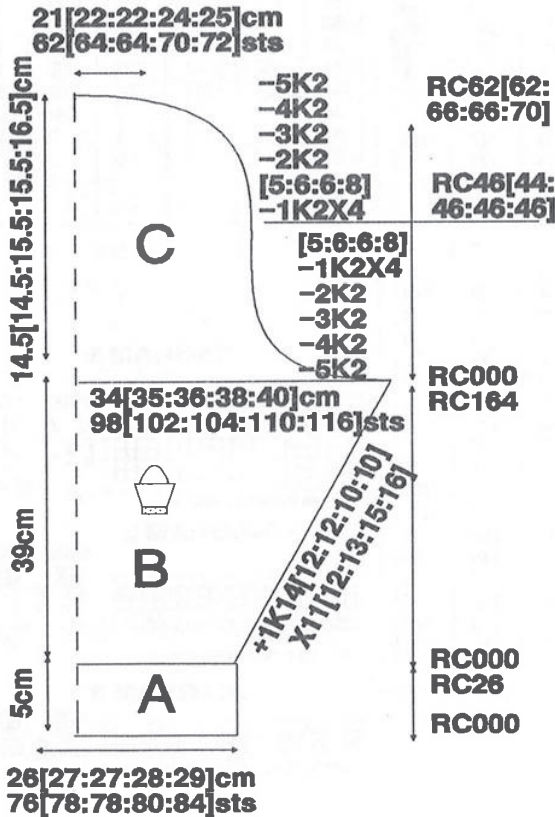 21[22:22:24:25]cm
62[64:64:70:72]sts
14.5[14.5:15.5:15.5:16.5]cm
-5K2
-4K2
-3K2
-2K2
[5:6:6:8]
-1K2X4
RC62[62:
66:66:70]
RC46[44:
46:46:46]
C
[5:6:6:8]
-1K2X4
-2K2
-3K2
-4K2
-5K2
RC000
RC164
34[35:36:38:40]cm
98[102:104:110:116]sts
39cm
B
+1K14[12:12:10:10]
X11[12:13:15:16]
5cm
A
RC000
RC26
RC000
26[27:27:28:29]cm
76[78:78:80:84]sts